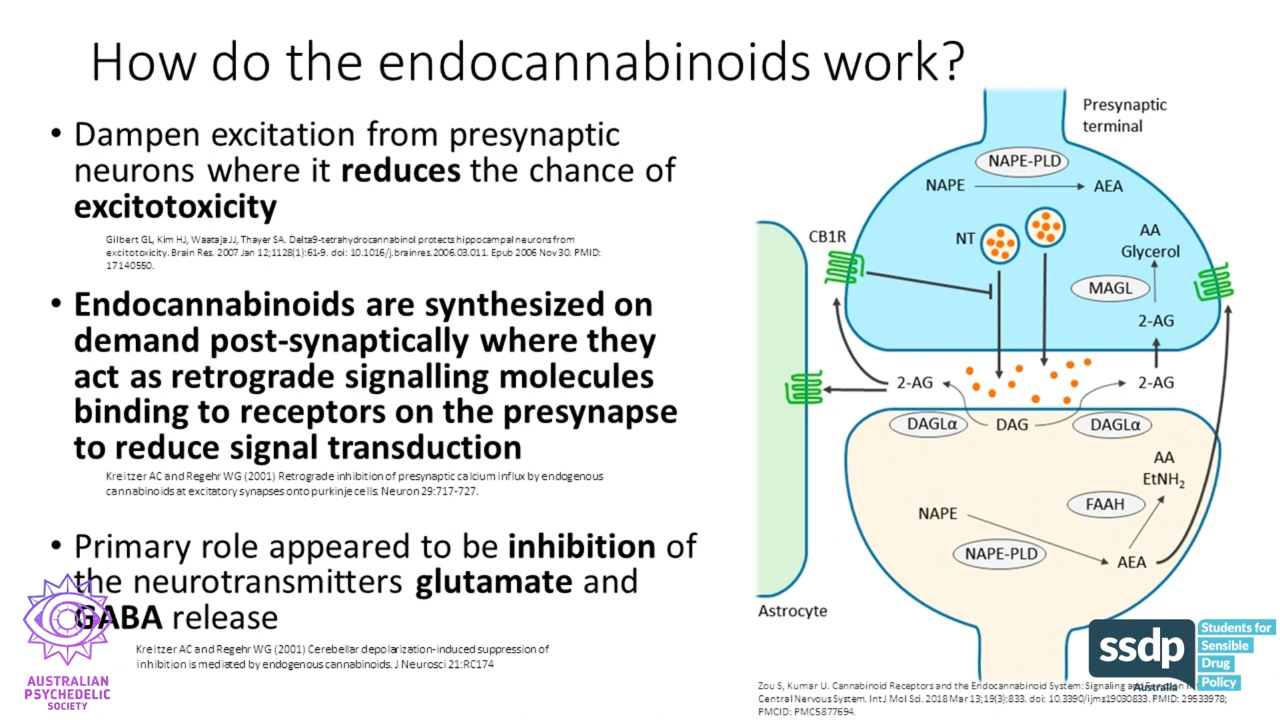 How do the endocannabinoids work?
• Dampen excitation from presynaptic
neurons where it reduces the chance of
excitotoxicity
Gilbert GL, Kim HJ, Waataja JJ, Thayer SA. Delta9-tetrahydrocannabinol protects hippocampal neurons from
excitotoxicity. Brain Res. 2007 Jan 12;1128(1):61-9. doi: 10.1016/j.brainres.2006.03.011. Epub 2006 Nov 30. PMID:
17140550.
• Endocannabinoids are synthesized on
demand post-synaptically where they
act as retrograde signalling molecules
binding to receptors on the presynapse
to reduce signal transduction
Kreitzer AC and Regehr WG (2001) Retrograde inhibition of presynaptic calcium influx by endogenous
cannabinoids at excitatory synapses onto purkinje cells. Neuron 29:717-727.
• Primary role appeared to be inhibition of
the neurotransmitters glutamate and
GABA release
Kreitzer AC and Regehr WG (2001) Cerebellar depolarization-induced suppression of
inhibition is mediated by endogenous cannabinoids. J Neurosci 21:RC174
AUSTRALIAN
PSYCHEDELIC
SOCIETY
Presynaptic
terminal
NAPE-PLD
NAPE
AEA
CB1R
NT
AA
Glycerol
MAGL
2-AG
2-AG
2-AG
DAGLα
DAG
DAGLα
AA
EtNH2
FAAH
NAPE
NAPE-PLD
AEA
Astrocyte
ssdp
Australia
Students for
Sensible
Drug
Policy
Zou S, Kumar U. Cannabinoid Receptors and the Endocannabinoid System: Signaling and
Central Nervous System. Int J Mol Sci. 2018 Mar 13;19(3):833. doi: 10.3390/ijms19030833. PMID: 29533978;
PMCID: PMC5877694.